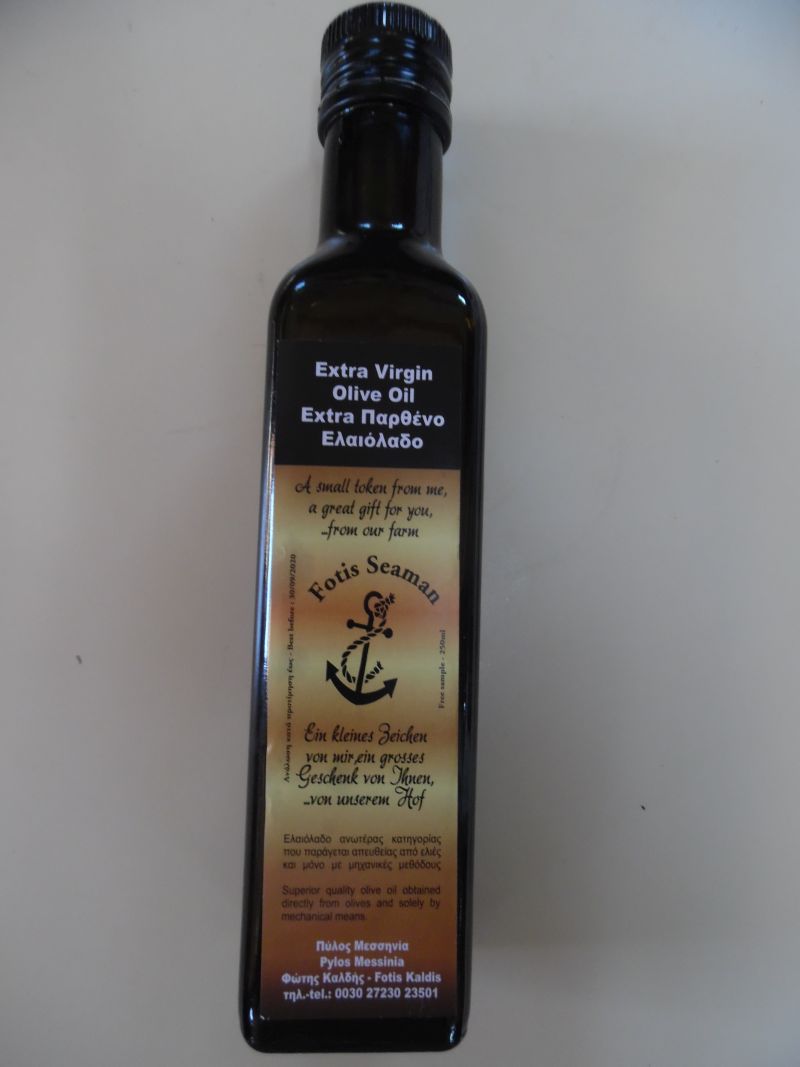 Extra Virgin
Olive Oil
Extra Παρθένο
Ελαιόλαδο
A small token from me,
a great gift for you,
...from our farm
Fotis Seaman
Ανάλωση κατά προτίμηση έως - Best before : 30/09/2020
Free sample - 250ml
Ein kleines Zeichen
von mir,ein grosses
Geschenk von Ihnen,
...von unserem Hof
Ελαιόλαδο ανωτέρας κατηγορίας
που παράγεται απευθείας από ελιές
και μόνο με μηχανικές μεθόδους
Superior quality olive oil obtained
directly from olives and solely by
mechanical means.
Πύλος Μεσσηνία
Pylos Messinia
Φώτης Καλδής - Fotis Kaldis
τηλ.-tel.: 0030 27230 23501